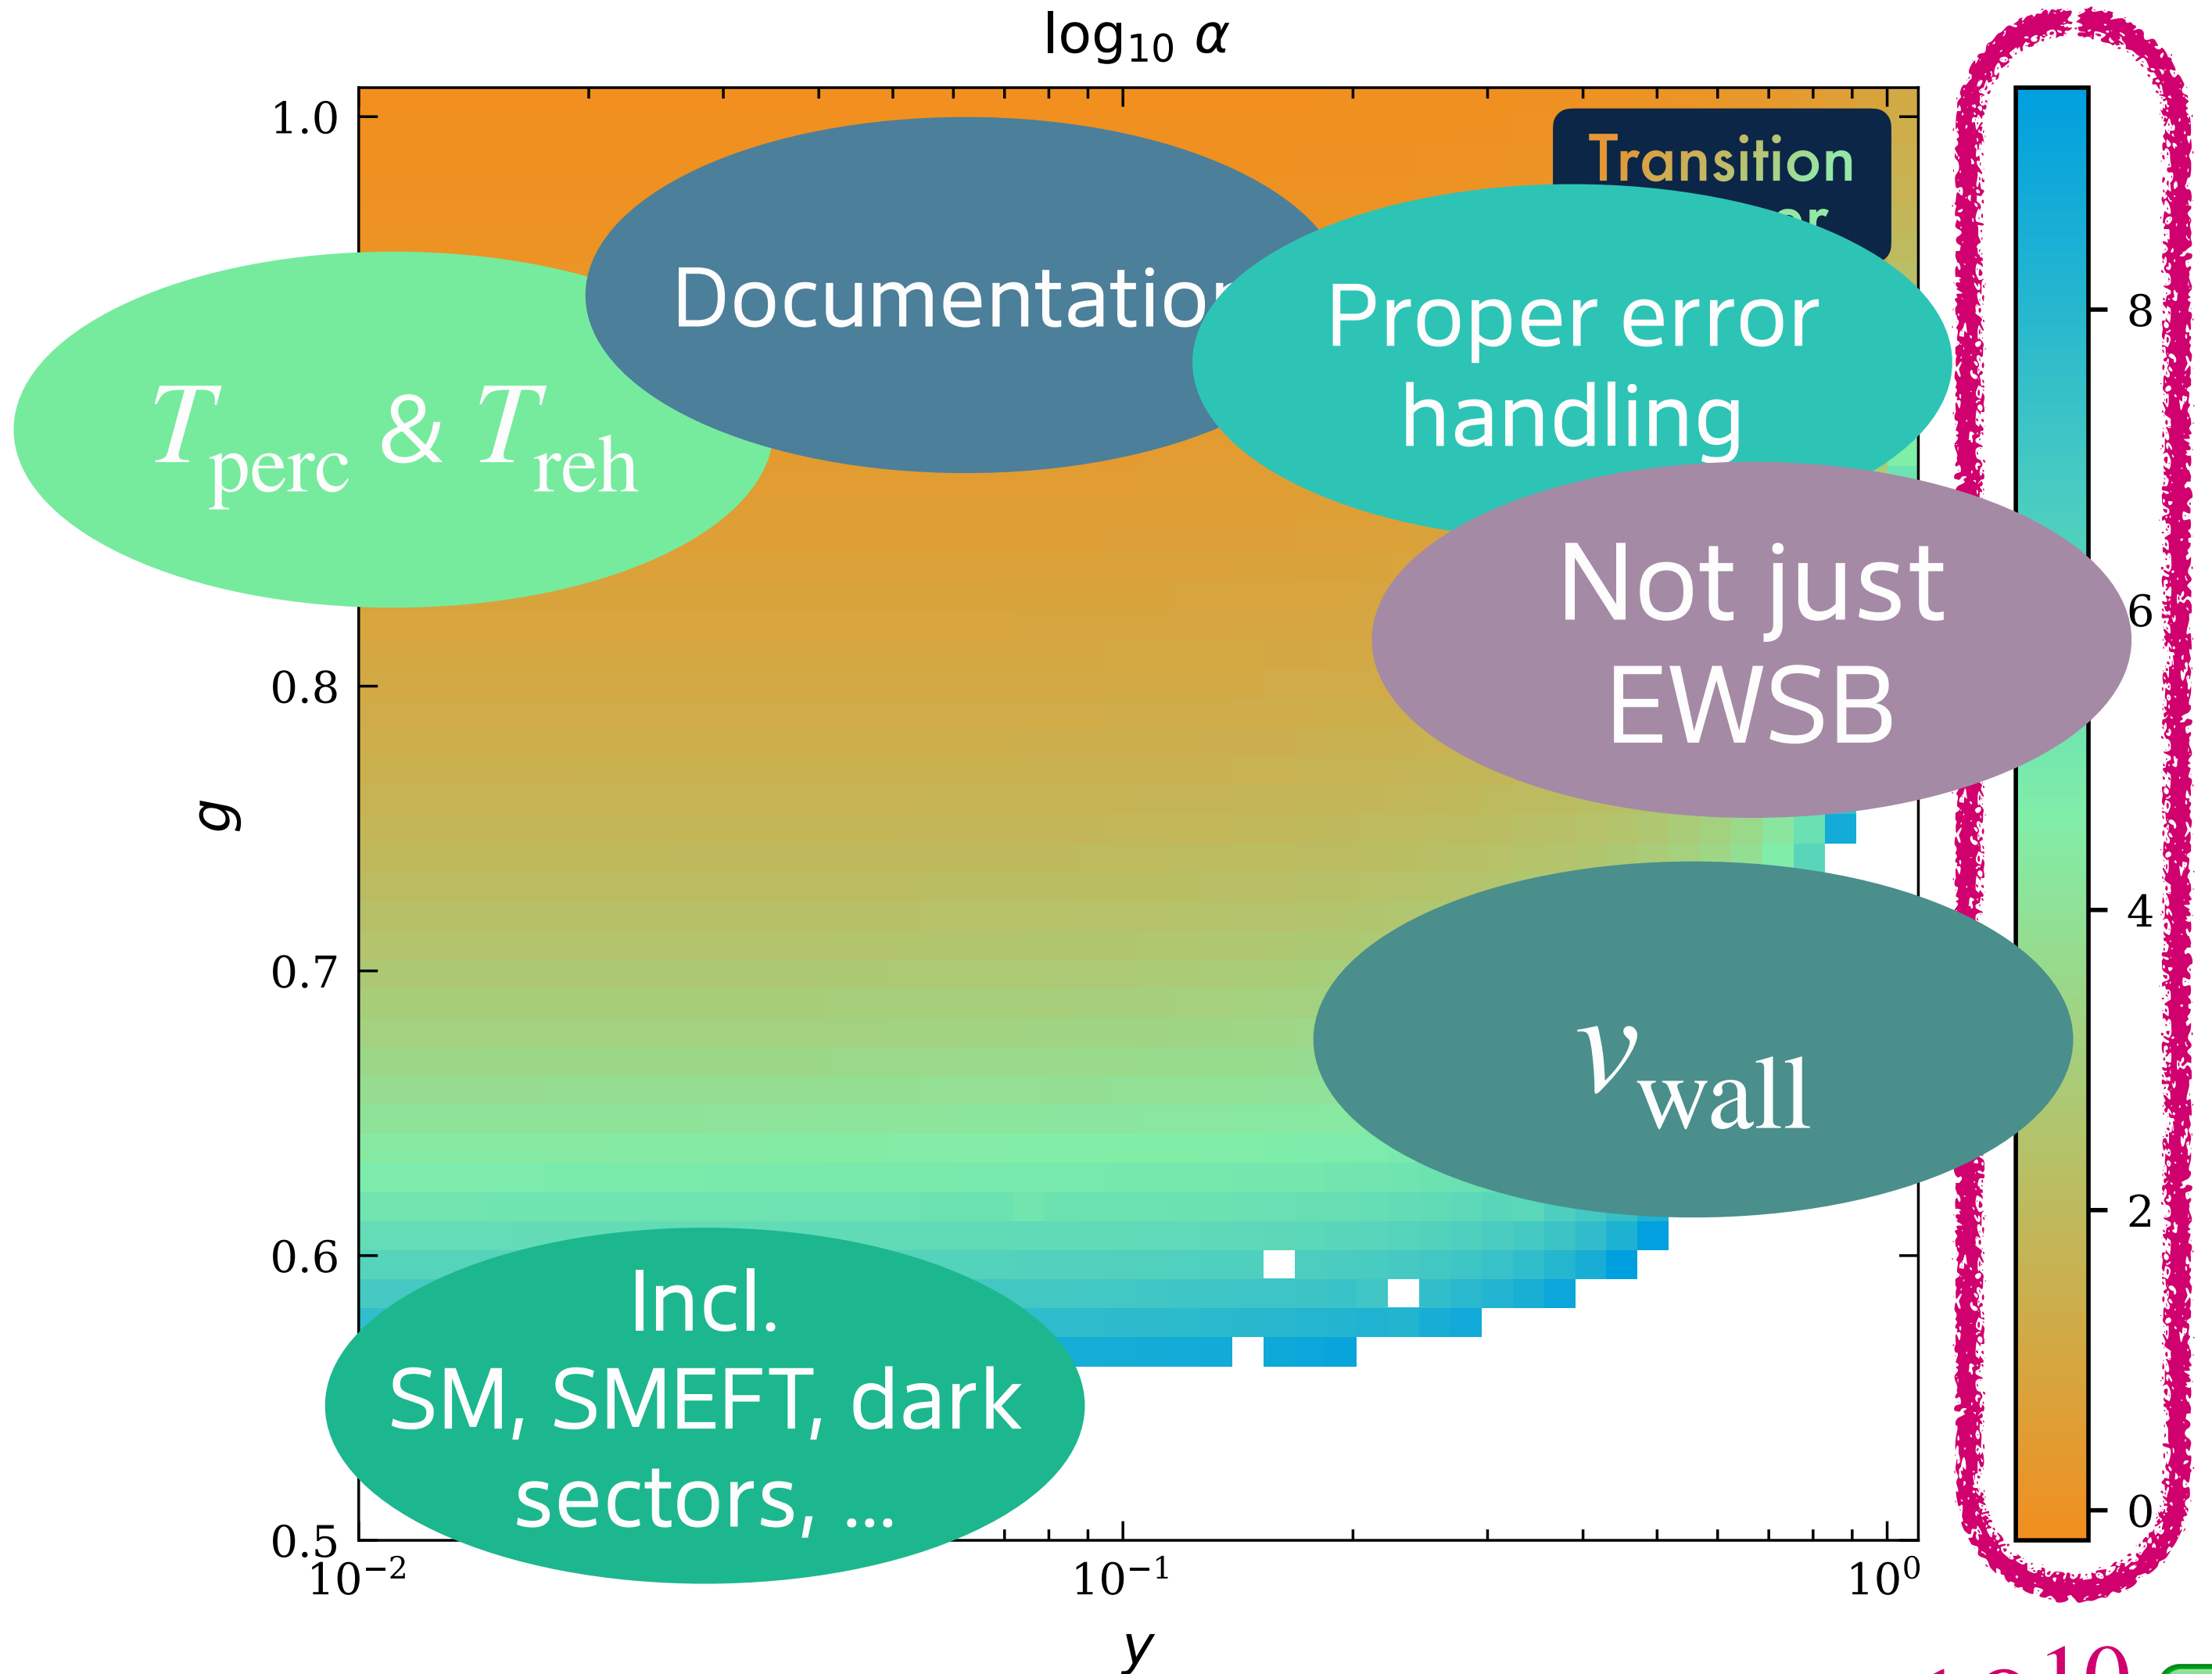 log₁₀ α
1.0
0.8
0.7
0.6
0.5
g
10⁻²
10⁻¹
10⁰
y
8
6
4
2
0
Transition
Documentation
Proper error
handling
T_perc & T_reh
Not just
EWSB
v_wall
Incl.
SM, SMEFT, dark
sectors, ...